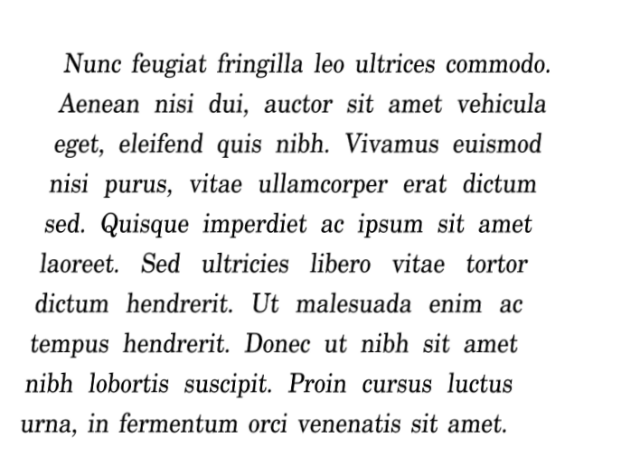 Nunc feugiat fringilla leo ultrices commodo.
Aenean nisi dui, auctor sit amet vehicula
eget, eleifend quis nibh. Vivamus euismod
nisi purus, vitae ullamcorper erat dictum
sed. Quisque imperdiet ac ipsum sit amet
laoreet. Sed ultricies libero vitae tortor
dictum hendrerit. Ut malesuada enim ac
tempus hendrerit. Donec ut nibh sit amet
nibh lobortis suscipit. Proin cursus luctus
urna, in fermentum orci venenatis sit amet.